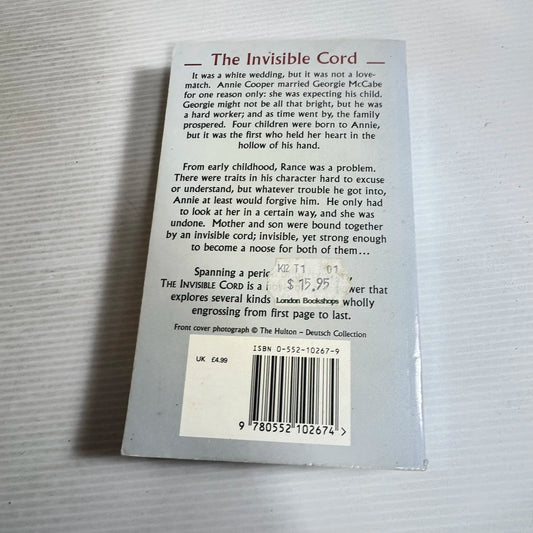 The Invisible Cord
It was a white wedding, but it was not a love-
match. Annie Cooper married Georgie McCabe
for one reason only: she was expecting his child.
Georgie might not be all that bright, but he was
a hard worker; and as time went by, the family
prospered. Four children were born to Annie,
but it was the first who held her heart in the
hollow of his hand.
From early childhood, Rance was a problem.
There were traits in his character hard to excuse
or understand, but whatever trouble he got into,
Annie at least would forgive him. He only had
to look at her in a certain way, and she was
undone. Mother and son were bound together
by an invisible cord; invisible, yet strong enough
to become a noose for both of them...
Spanning a
THE INVISIBLE CORD is a
wer that
explores several kinds
wholly
engrossing from first page to last.
K2 T1 01
$ 15.95
London Bookshops
Front cover photograph © The Hulton – Deutsch Collection
ISBN 0-552-10267-9
UK £4.99
9 780552 102674 >